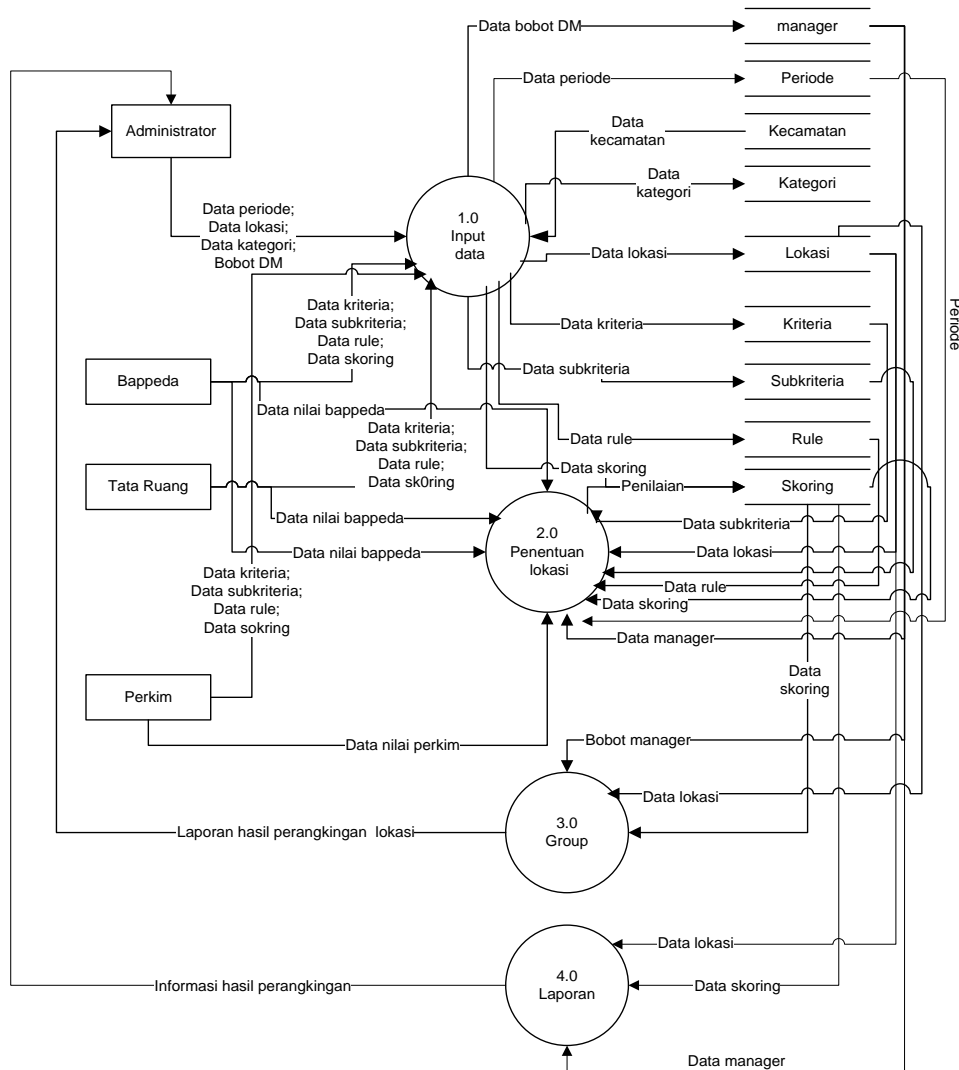 Data bobot DM
manager
Data periode
Periode
Administrator
Data
kecamatan
Kecamatan
Data
kategori
Kategori
Data periode;
Data lokasi;
Data kategori;
Bobot DM
1.0
Input
data
Data lokasi
Lokasi
Data kriteria;
Data subkriteria;
Data rule;
Data skoring
Data kriteria
Kriteria
Periode
Bappeda
Data subkriteria
Subkriteria
Data nilai bappeda
Data kriteria;
Data subkriteria;
Data rule;
Data sk0ring
Data rule
Rule
Data skoring
Tata Ruang
Penilaian
Skoring
Data nilai bappeda
Data subkriteria
2.0
Penentuan
lokasi
Data nilai bappeda
Data lokasi
Data kriteria;
Data subkriteria;
Data rule;
Data sokring
Data rule
Data skoring
Data manager
Data
skoring
Perkim
Data nilai perkim
Bobot manager
Data lokasi
3.0
Group
Laporan hasil perangkingan lokasi
Data lokasi
4.0
Laporan
Informasi hasil perangkingan
Data skoring
Data manager